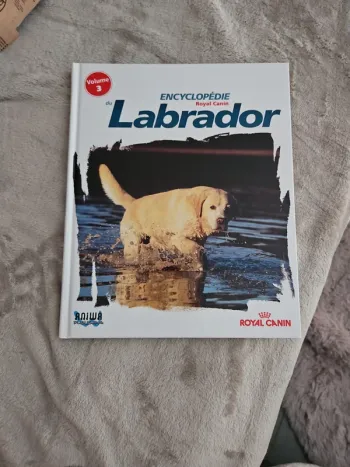 Volume
3
ENCYCLOPÉDIE
Royal Canin
du
Labrador
ANIWA
ROYAL CANIN